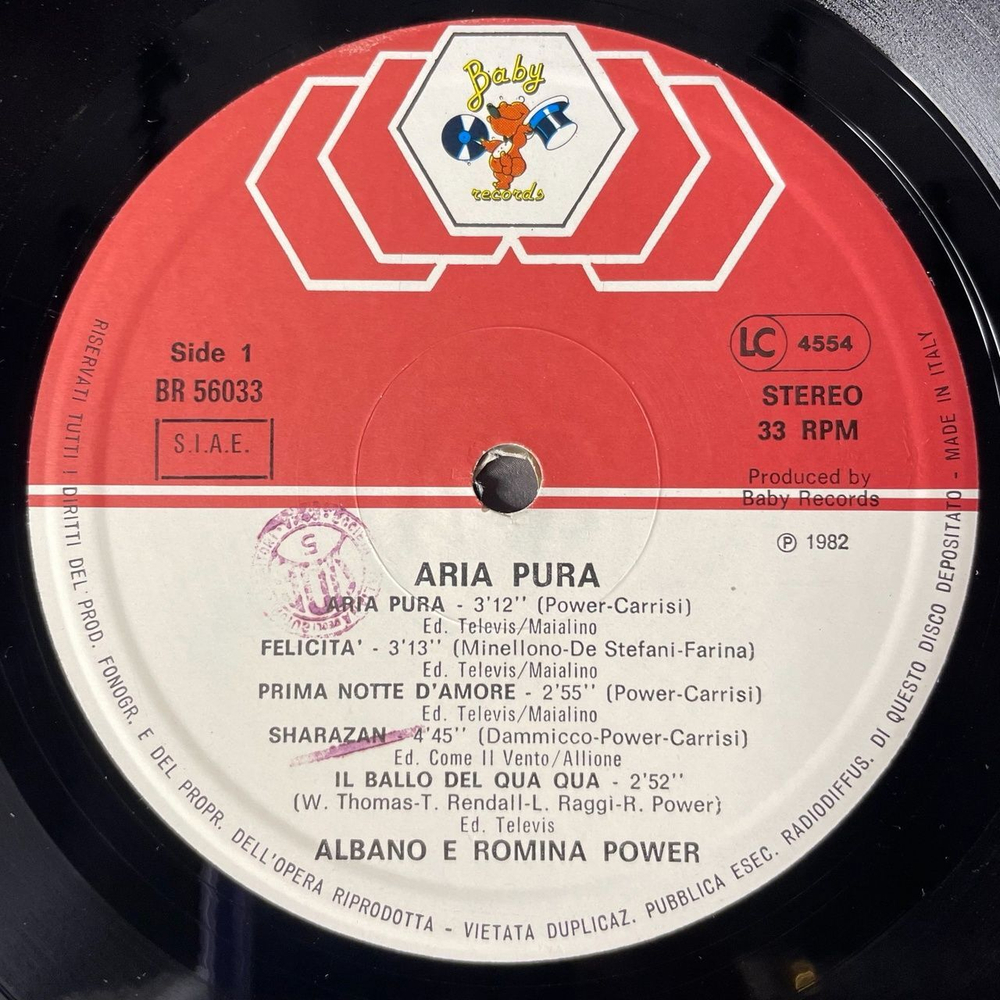 Baby
records
Side 1
BR 56033
S.I.A.E.
LC 4554
STEREO
33 RPM
Produced by
Baby Records
℗ 1982
ARIA PURA
ARIA PURA - 3'12'' (Power-Carrisi)
Ed. Televis/Maialino
FELICITA' - 3'13'' (Minellono-De Stefani-Farina)
Ed. Televis/Maialino
PRIMA NOTTE D'AMORE - 2'55'' (Power-Carrisi)
Ed. Televis/Maialino
SHARAZAN - 4'45'' (Dammicco-Power-Carrisi)
Ed. Come Il Vento/Allione
IL BALLO DEL QUA QUA - 2'52''
(W. Thomas-T. Rendall-L. Raggi-R. Power)
Ed. Televis
ALBANO E ROMINA POWER
RISERVATI TUTTI I DIRITTI DEL PROD. FONOGR. E DEL PROPR. DELL'OPERA RIPRODOTTA - VIETATA DUPLICAZ. PUBBLICA ESEC. RADIODIFFUS. DI QUESTO DISCO DEPOSITATO - MADE IN ITALY